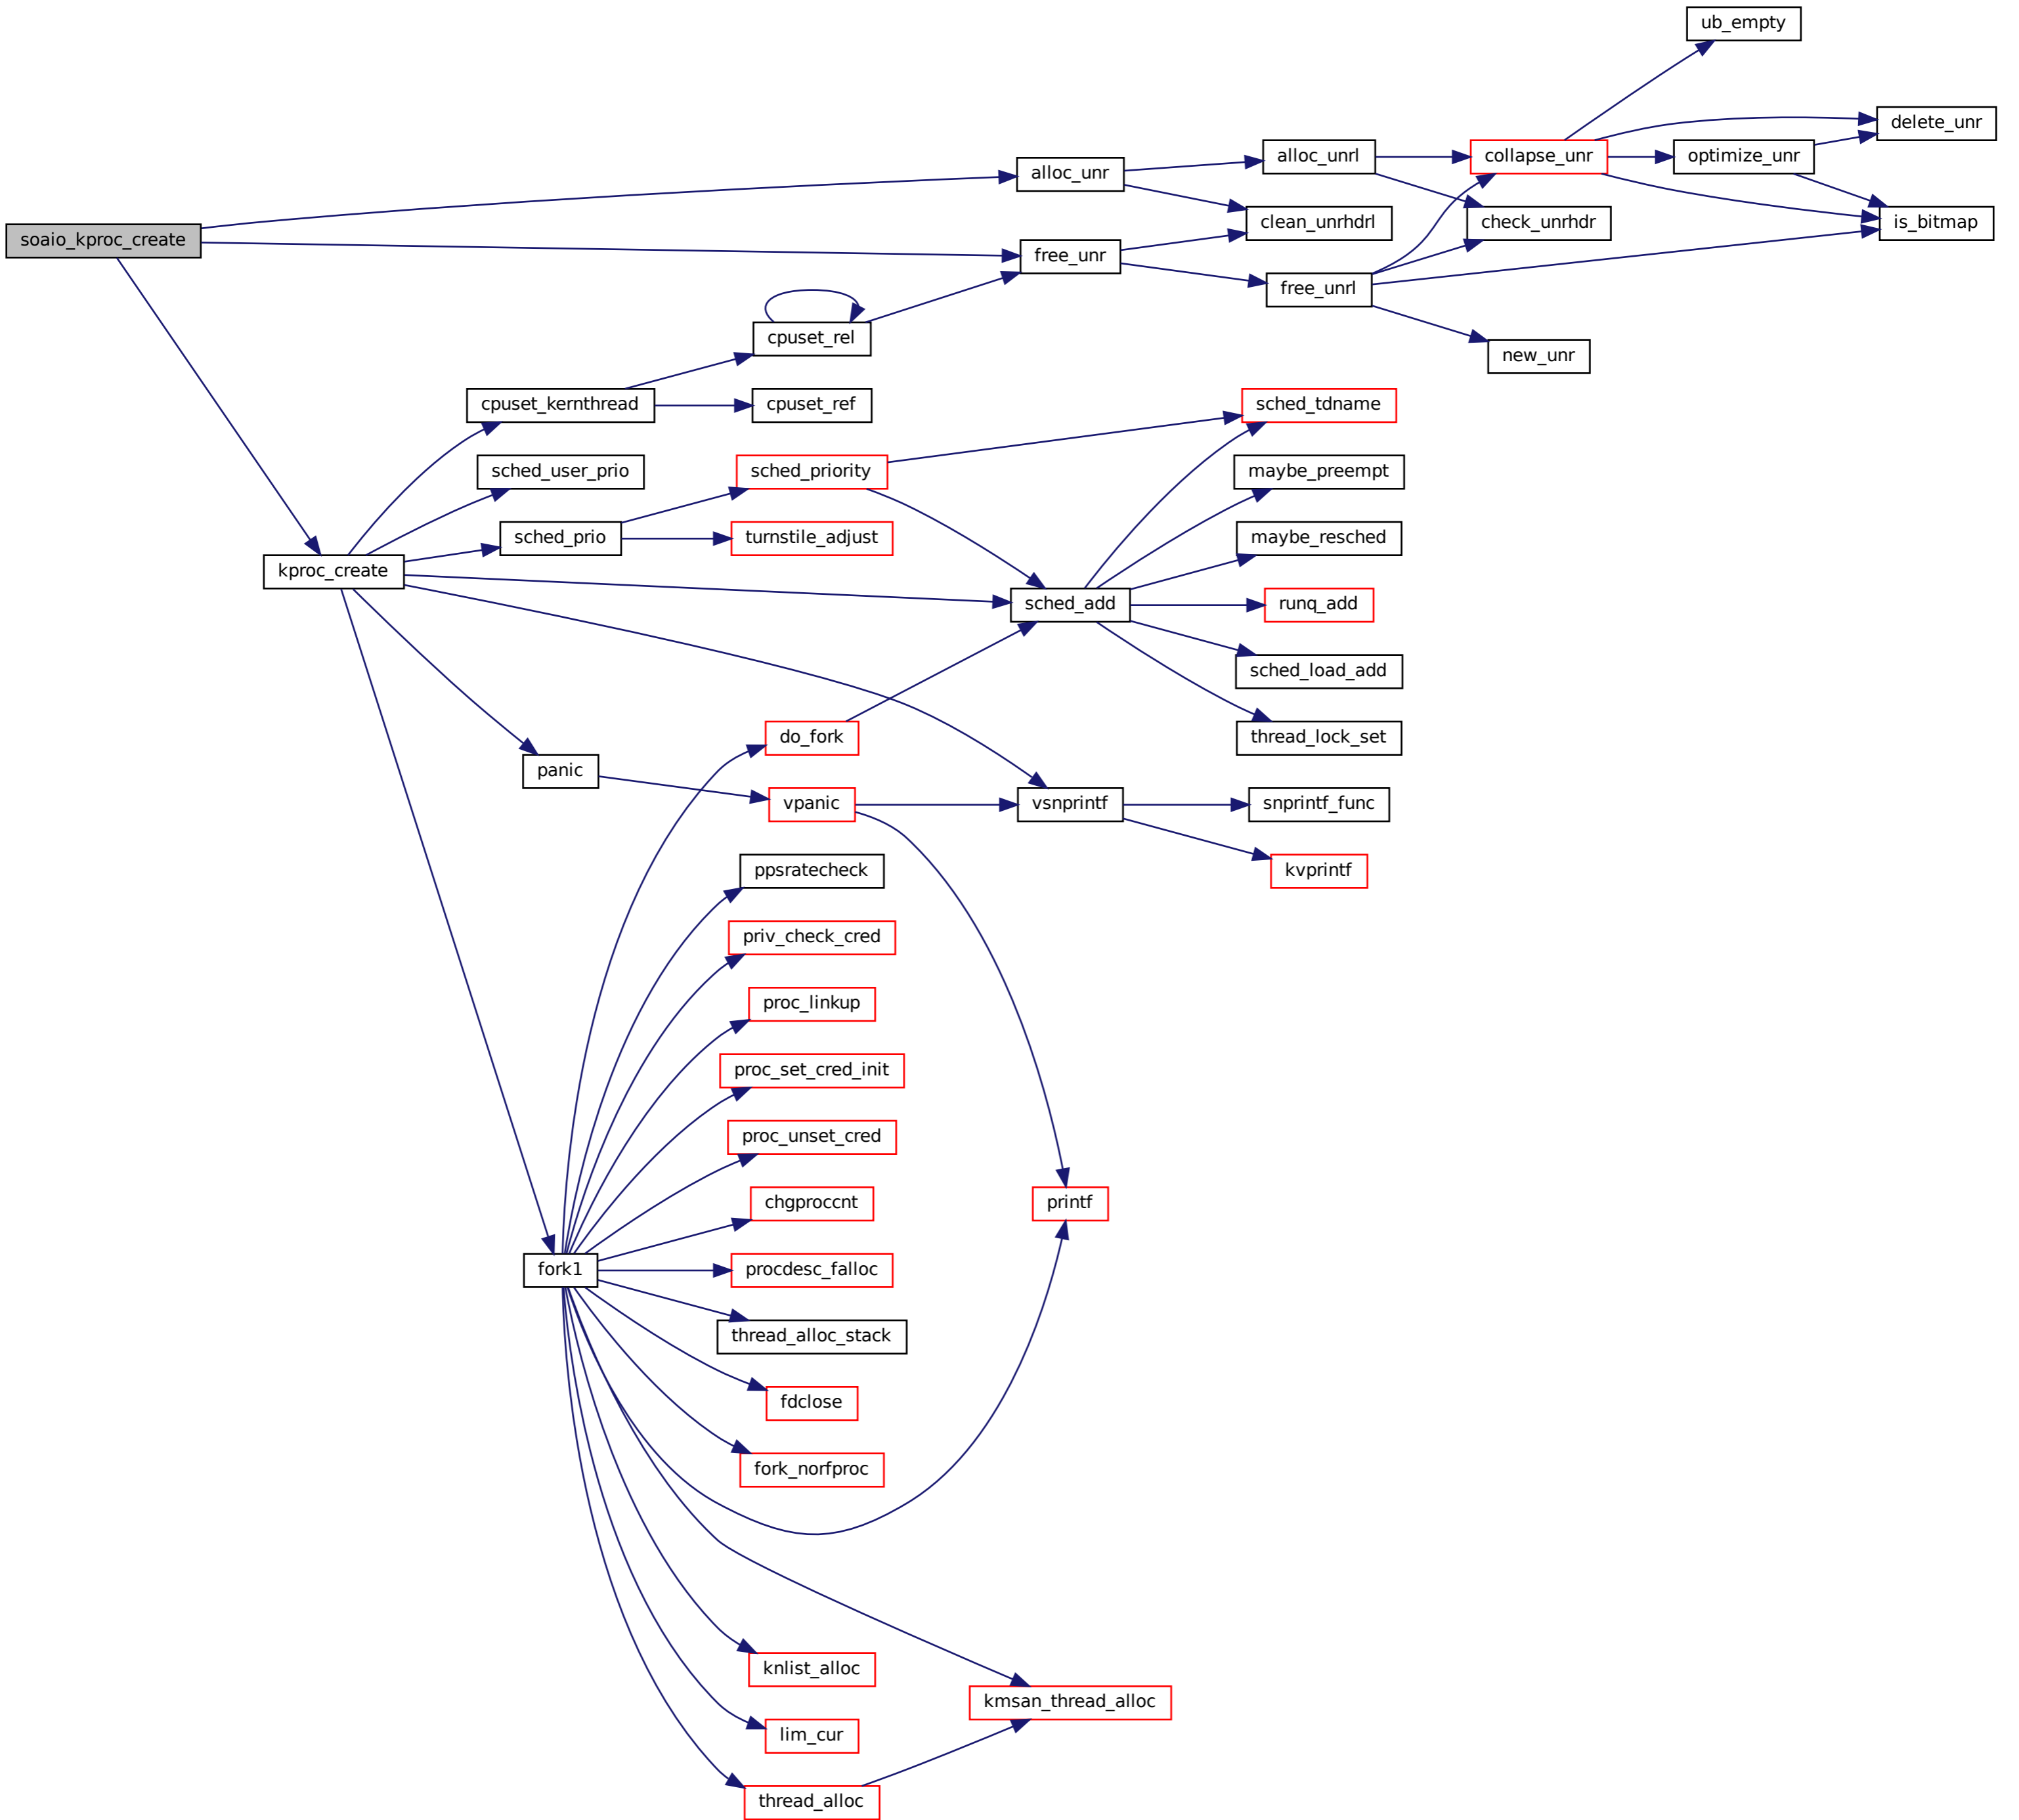 ub_empty
delete_unr
alloc_unrl
collapse_unr
optimize_unr
alloc_unr
clean_unrhdrl
check_unrhdr
is_bitmap
soaio_kproc_create
free_unr
free_unrl
cpuset_rel
new_unr
cpuset_kernthread
cpuset_ref
sched_tdname
sched_user_prio
sched_priority
maybe_preempt
sched_prio
turnstile_adjust
maybe_resched
kproc_create
sched_add
runq_add
sched_load_add
do_fork
thread_lock_set
panic
vpanic
vsnprintf
snprintf_func
ppsratecheck
kvprintf
priv_check_cred
proc_linkup
proc_set_cred_init
proc_unset_cred
chgproccnt
printf
fork1
procdesc_falloc
thread_alloc_stack
fdclose
fork_norfproc
knlist_alloc
kmsan_thread_alloc
lim_cur
thread_alloc